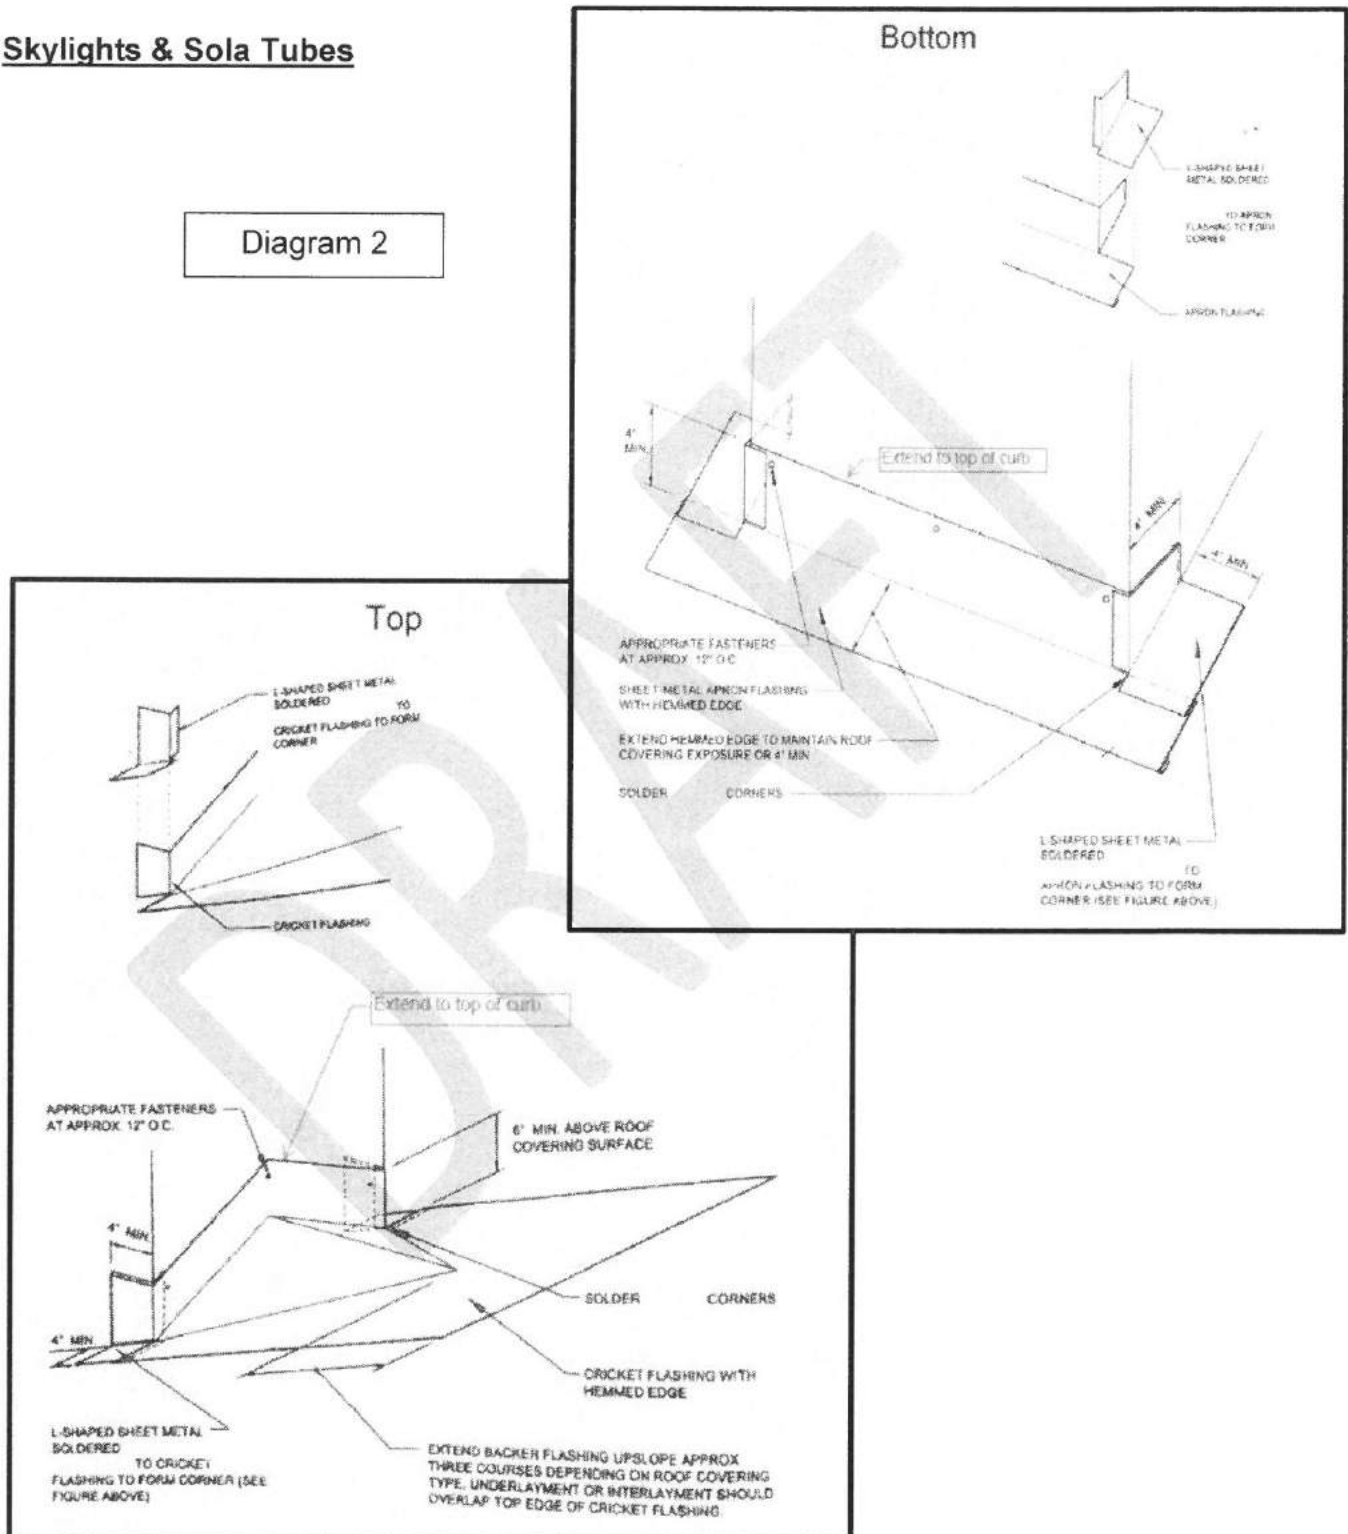 Skylights & Sola Tubes
Diagram 2
Bottom
L-SHAPED SHEET
METAL SOLDERED
TO APRON
FLASHING TO FORM
CORNER
APRON FLASHING
4"
MIN.
Extend to top of curb
4" MIN
4" MIN
APPROPRIATE FASTENERS
AT APPROX. 12" O.C.
SHEET-METAL APRON FLASHING
WITH HEMMED EDGE
EXTEND HEMMED EDGE TO MAINTAIN ROOF
COVERING EXPOSURE OR 4" MIN
SOLDER CORNERS
L-SHAPED SHEET METAL
SOLDERED
TO
APRON FLASHING TO FORM
CORNER (SEE FIGURE ABOVE)
Top
L-SHAPED SHEET METAL
SOLDERED
TO
CRICKET FLASHING TO FORM
CORNER
CRICKET FLASHING
Extend to top of curb
APPROPRIATE FASTENERS
AT APPROX. 12" O.C.
6" MIN. ABOVE ROOF
COVERING SURFACE
4" MIN.
4" MIN
SOLDER CORNERS
CRICKET FLASHING WITH
HEMMED EDGE
L-SHAPED SHEET METAL
SOLDERED
TO CRICKET
FLASHING TO FORM CORNER (SEE
FIGURE ABOVE)
EXTEND BACKER FLASHING UPSLOPE APPROX
THREE COURSES DEPENDING ON ROOF COVERING
TYPE. UNDERLAYMENT OR INTERLAYMENT SHOULD
OVERLAP TOP EDGE OF CRICKET FLASHING.
DRAFT